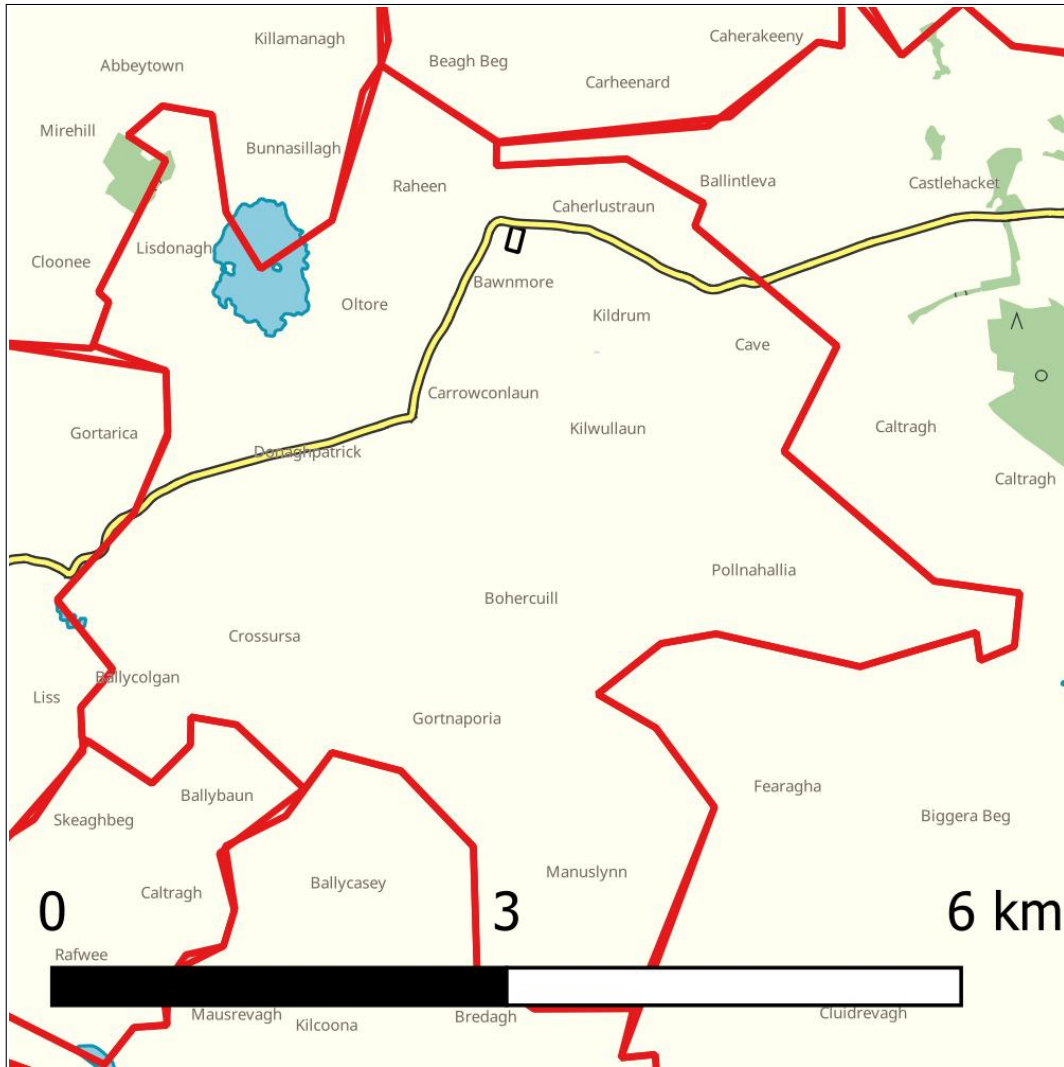 Killamanagh
Caherakeeny
Abbeytown
Beagh Beg
Carheenard
Mirehill
Bunnasillagh
Raheen
Ballintleva
Castlehacket
Caherlustraun
Lisdonagh
Cloonee
Bawnmore
Oltore
Kildrum
Cave
Carrowconlaun
Gortarica
Kilwullaun
Caltragh
Donaghpatrick
Caltragh
Pollnahallia
Bohercuill
Crossursa
Ballycolgan
Liss
Gortnaporia
Fearagha
Ballybaun
Skeaghbeg
Biggera Beg
Manuslynn
Ballycasey
Caltragh
0 3 6 km
Rafwee
Mausrevagh
Kilcoona
Bredagh
Cluidrevagh